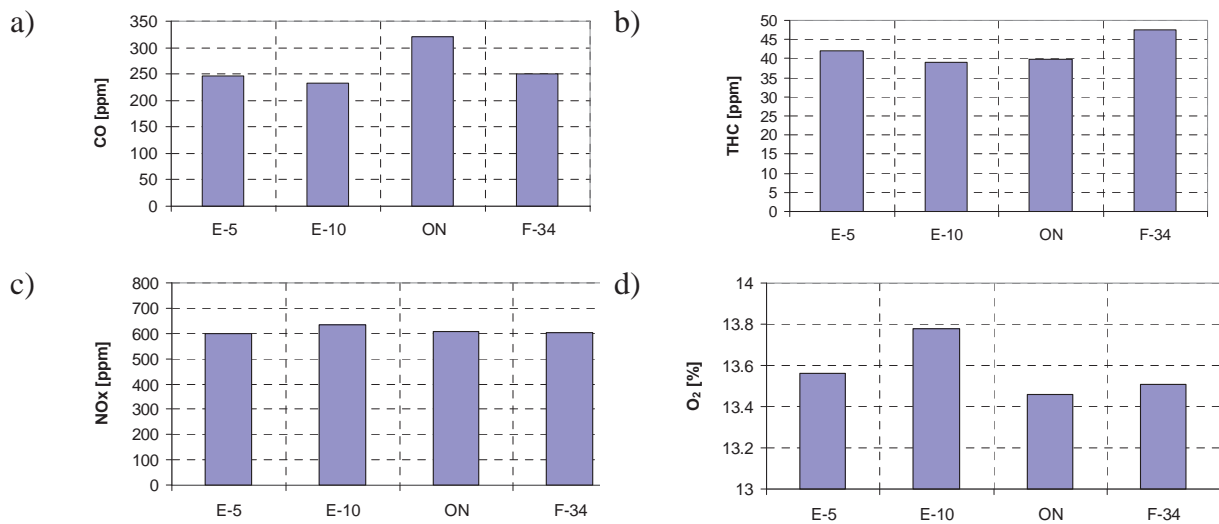 a)
CO [ppm]
350
300
250
200
150
100
50
0
E-5 E-10 ON F-34
b)
THC [ppm]
50
45
40
35
30
25
20
15
10
5
0
E-5 E-10 ON F-34
c)
NOx [ppm]
800
700
600
500
400
300
200
100
0
E-5 E-10 ON F-34
d)
O₂ [%]
14
13.8
13.6
13.4
13.2
13
E-5 E-10 ON F-34